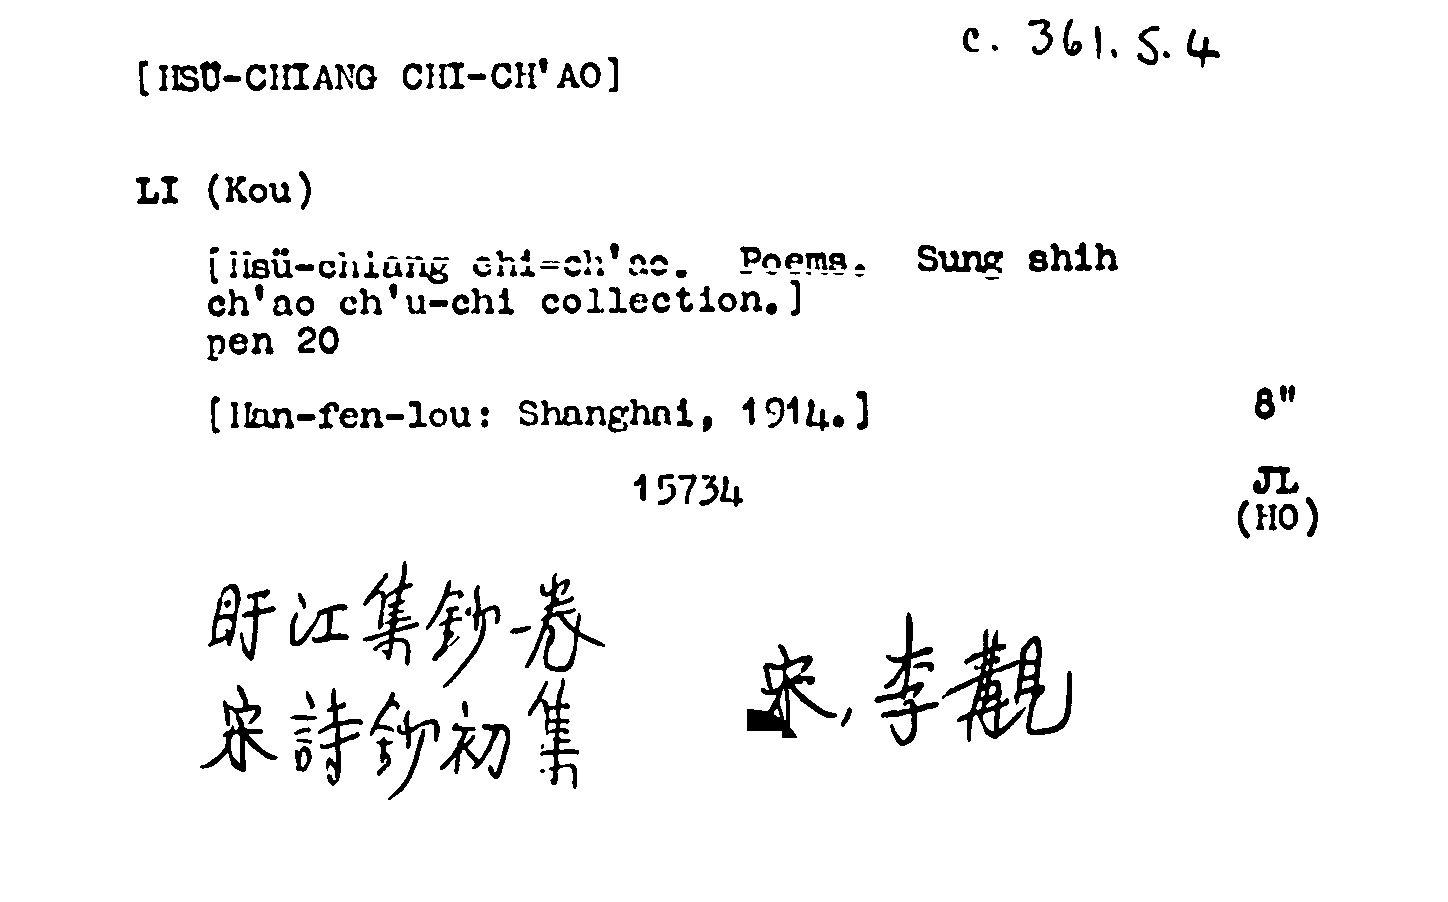 c. 361.S.4
[HSÜ-CHIANG CHI-CH'AO]
LI (Kou)
[Hsü-chiang chi-ch'ao. Poems. Sung shih
ch'ao ch'u-chi collection.]
pen 20
[Han-fen-lou: Shanghai, 1914.] 8"
15734 JL
(HO)
盱江集鈔一卷
宋詩鈔初集
宋,李覯